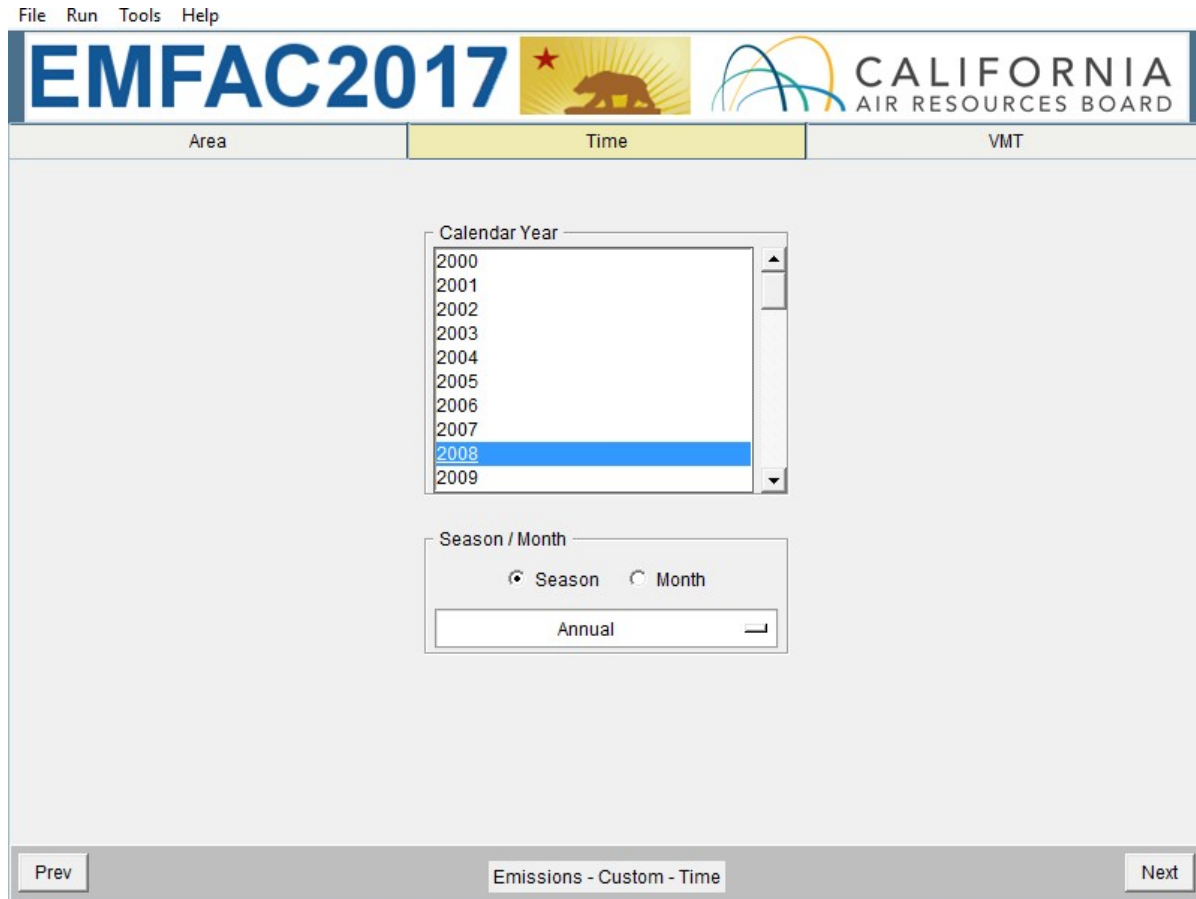 File Run Tools Help
EMFAC2017
CALIFORNIA
AIR RESOURCES BOARD
Area Time VMT
Calendar Year
2000
2001
2002
2003
2004
2005
2006
2007
2008
2009
Season / Month
Season Month
Annual
Prev Emissions - Custom - Time Next